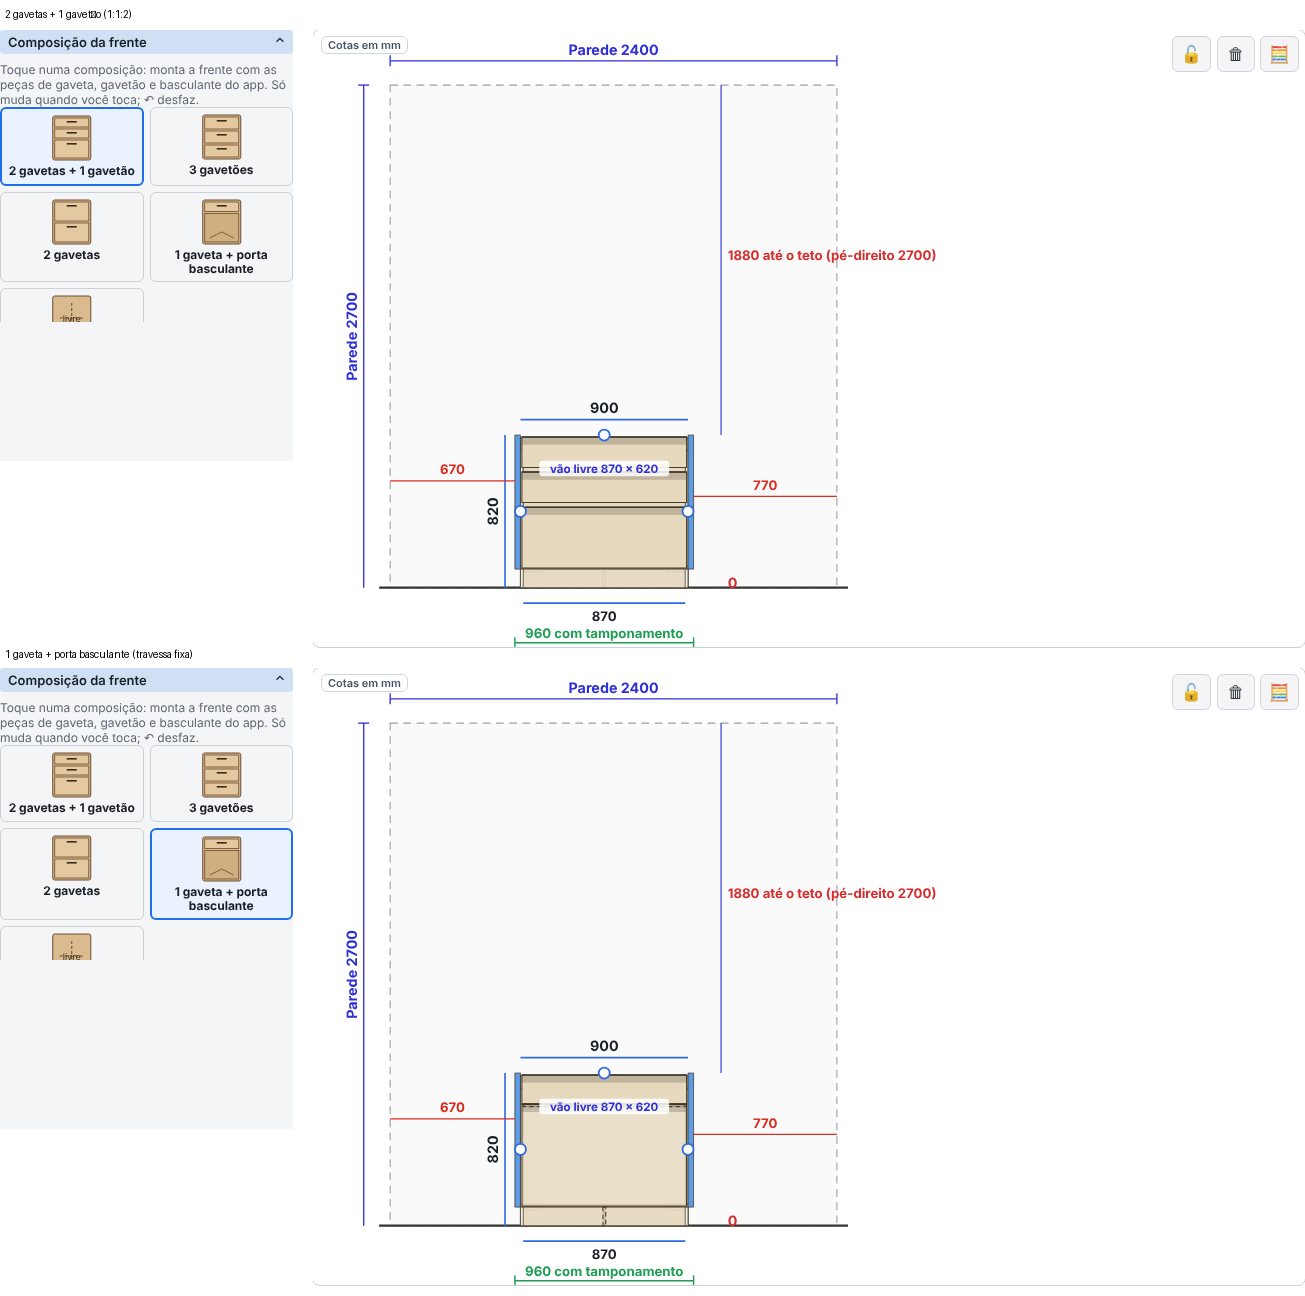 2 gavetas + 1 gavetão (1:1:2)
Composição da frente
Toque numa composição: monta a frente com as
peças de gaveta, gavetão e basculante do app. Só
muda quando você toca; ↶ desfaz.
2 gavetas + 1 gavetão
3 gavetões
2 gavetas
1 gaveta + porta
basculante
livre
Cotas em mm
Parede 2400
1880 até o teto (pé-direito 2700)
Parede 2700
900
vão livre 870 × 620
670
770
820
0
870
960 com tamponamento
1 gaveta + porta basculante (travessa fixa)
Composição da frente
Toque numa composição: monta a frente com as
peças de gaveta, gavetão e basculante do app. Só
muda quando você toca; ↶ desfaz.
2 gavetas + 1 gavetão
3 gavetões
2 gavetas
1 gaveta + porta
basculante
livre
Cotas em mm
Parede 2400
1880 até o teto (pé-direito 2700)
Parede 2700
900
vão livre 870 × 620
670
770
820
0
870
960 com tamponamento